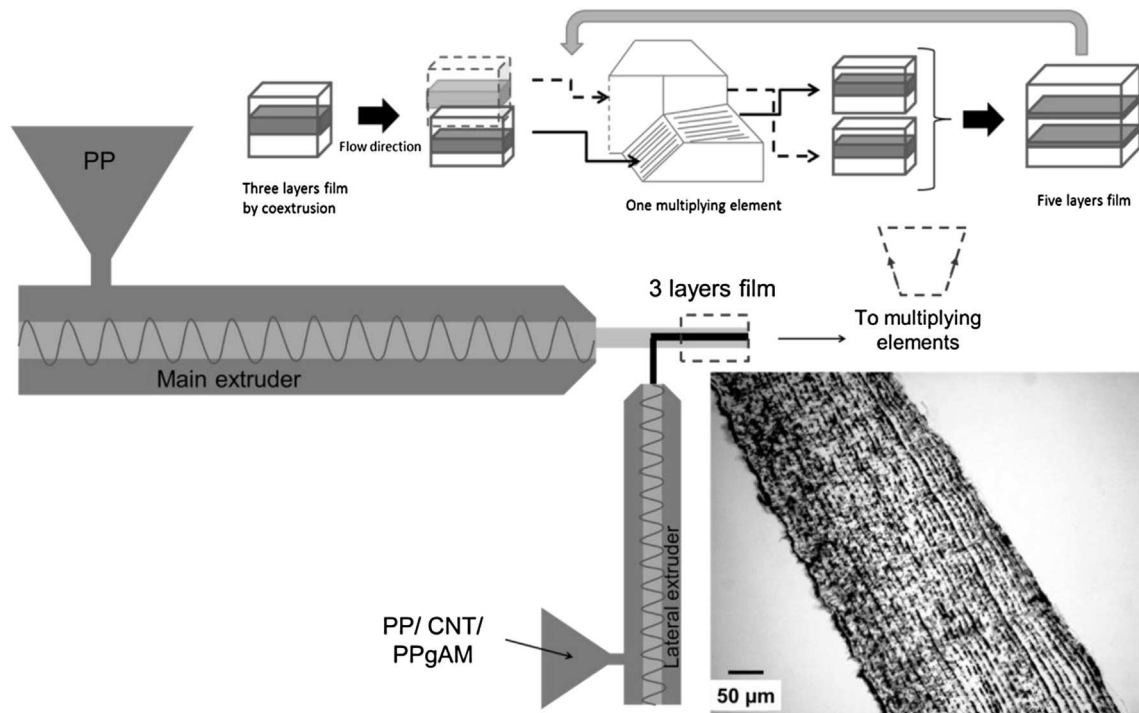 Flow direction
Three layers film
by coextrusion
One multiplying element
Five layers film
PP
3 layers film
To multiplying
elements
Main extruder
Lateral extruder
PP/ CNT/
PPgAM
50 µm